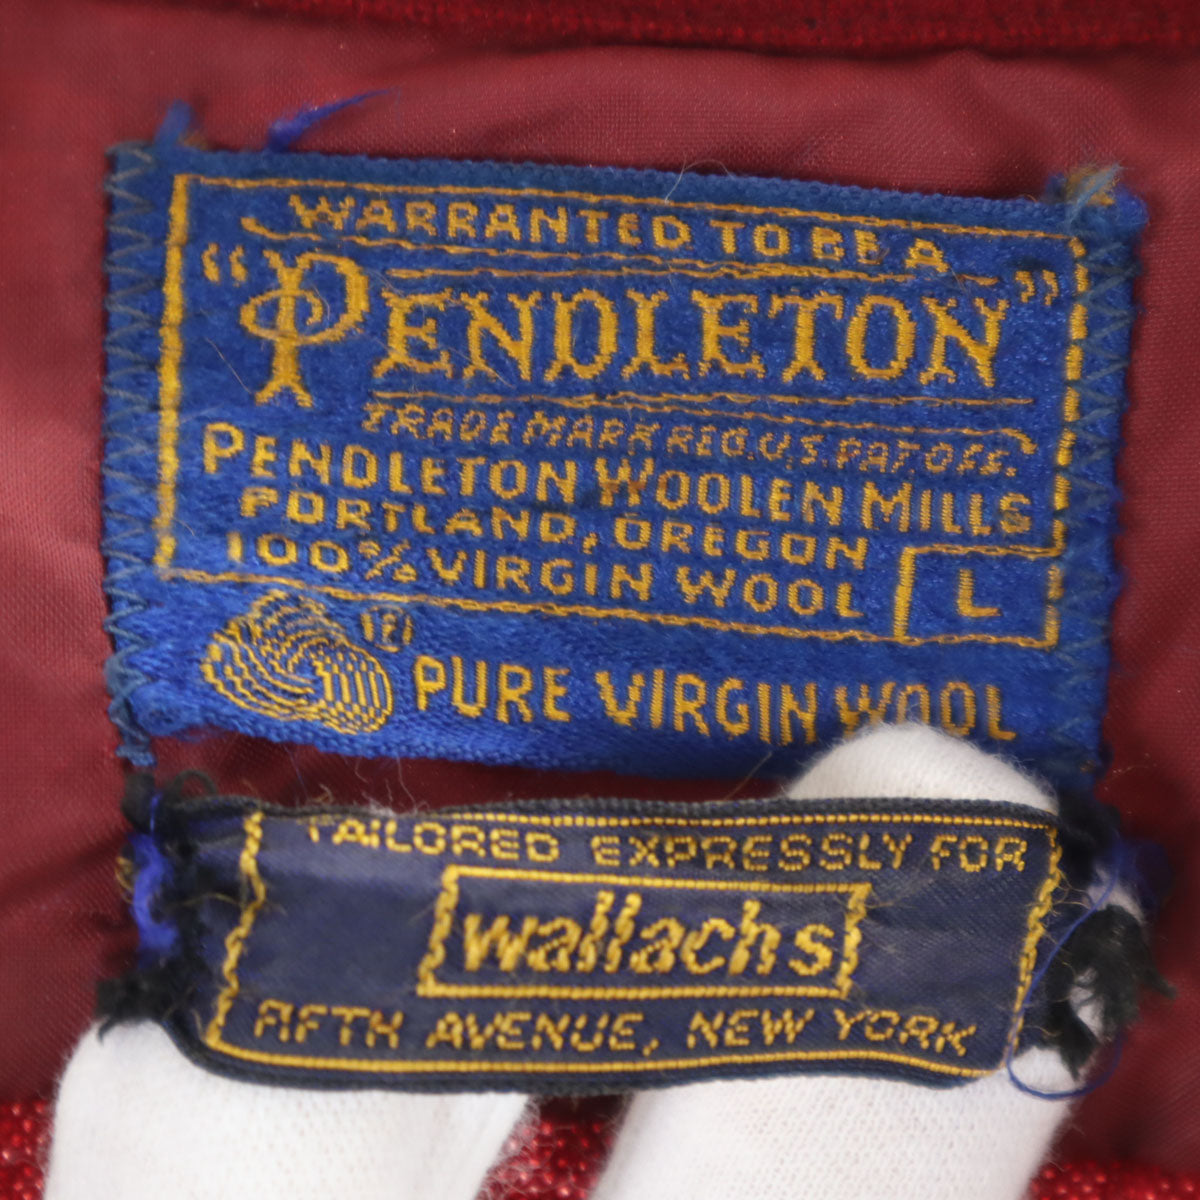 WARRANTED TO BE A
"PENDLETON"
TRADE MARK REG. U.S. PAT. OFF.
PENDLETON WOOLEN MILLS
PORTLAND, OREGON
100% VIRGIN WOOL
L
PURE VIRGIN WOOL
TAILORED EXPRESSLY FOR
wallachs
FIFTH AVENUE, NEW YORK